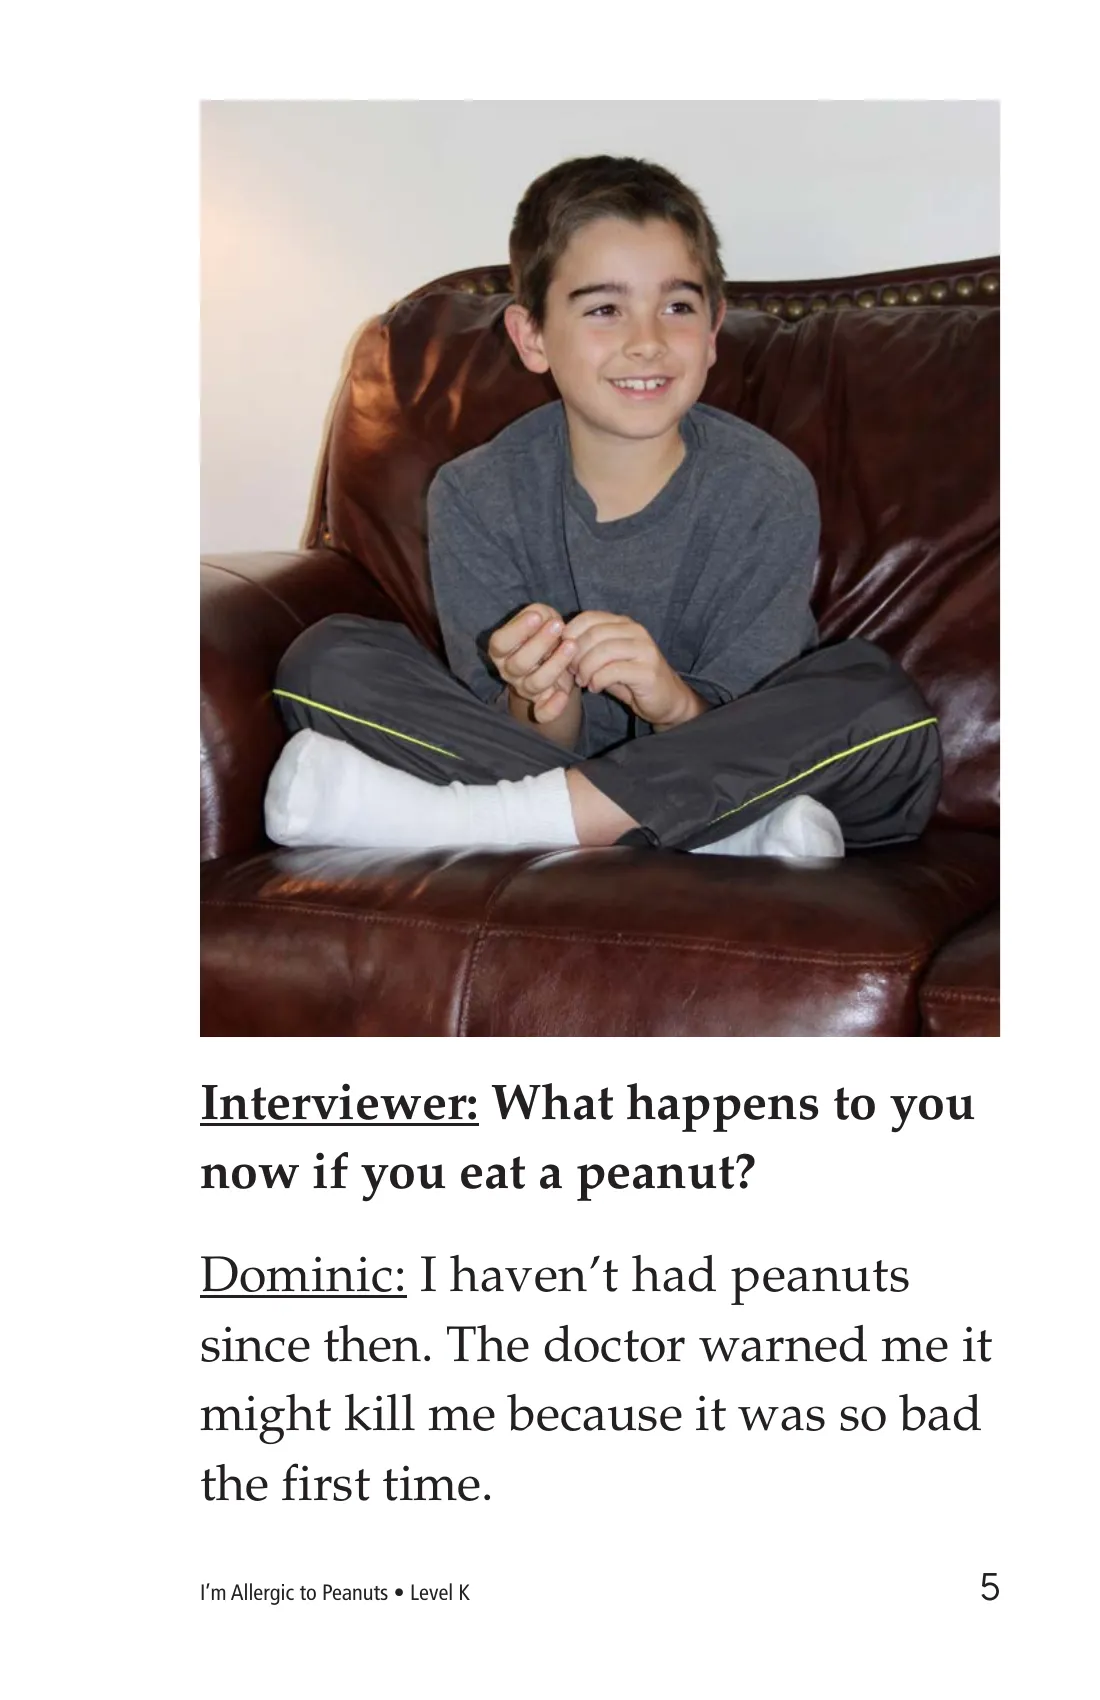 Interviewer: What happens to you
now if you eat a peanut?
Dominic: I haven’t had peanuts
since then. The doctor warned me it
might kill me because it was so bad
the first time.
I’m Allergic to Peanuts • Level K
5